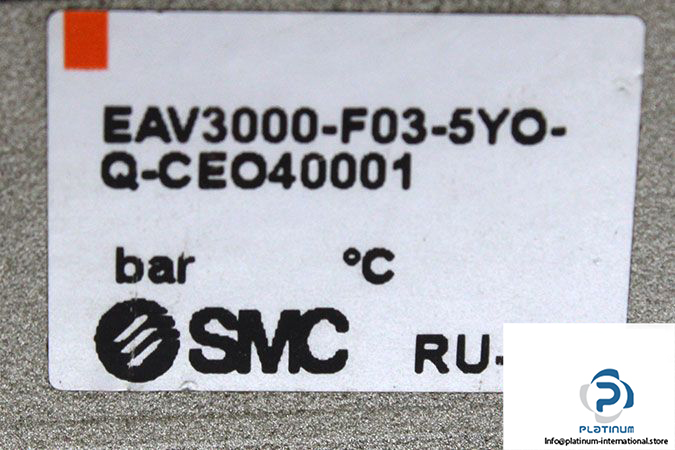 EAV3000-F03-5YO-
Q-CEO40001
bar °C
SMC RU-
PLATINUM
Info@platinum-international.store